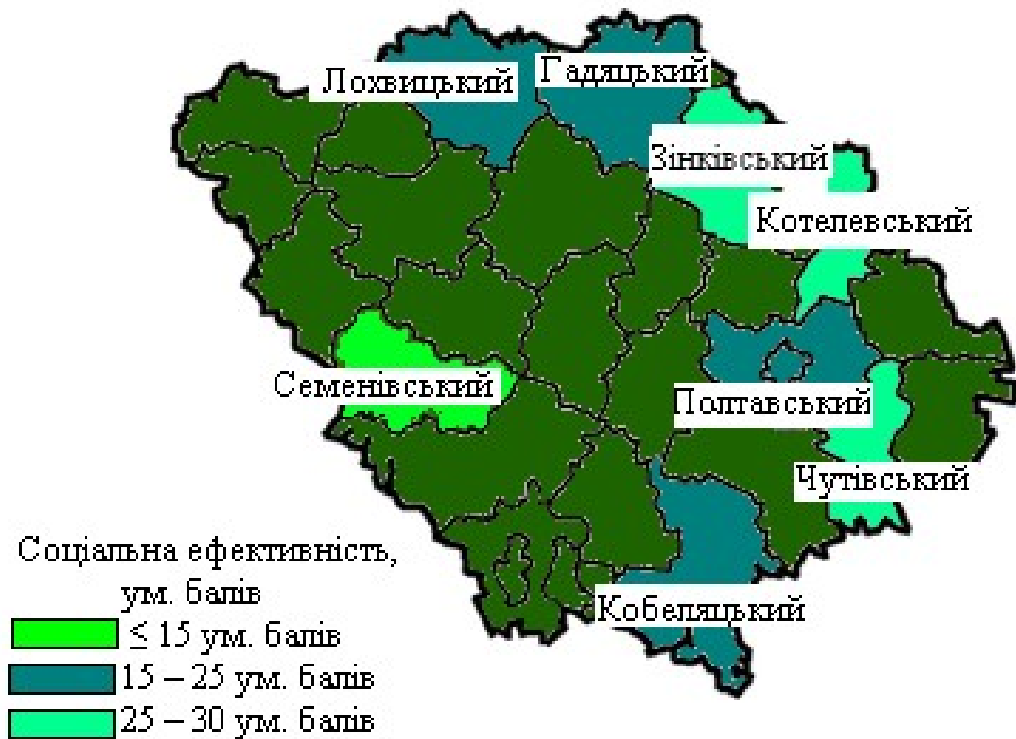 Лохвицький
Гадяцький
Зінківський
Котелевський
Семенівський
Полтавський
Чутівський
Кобеляцький
Соціальна ефективність,
ум. балів
≤ 15 ум. балів
15 – 25 ум. балів
25 – 30 ум. балів